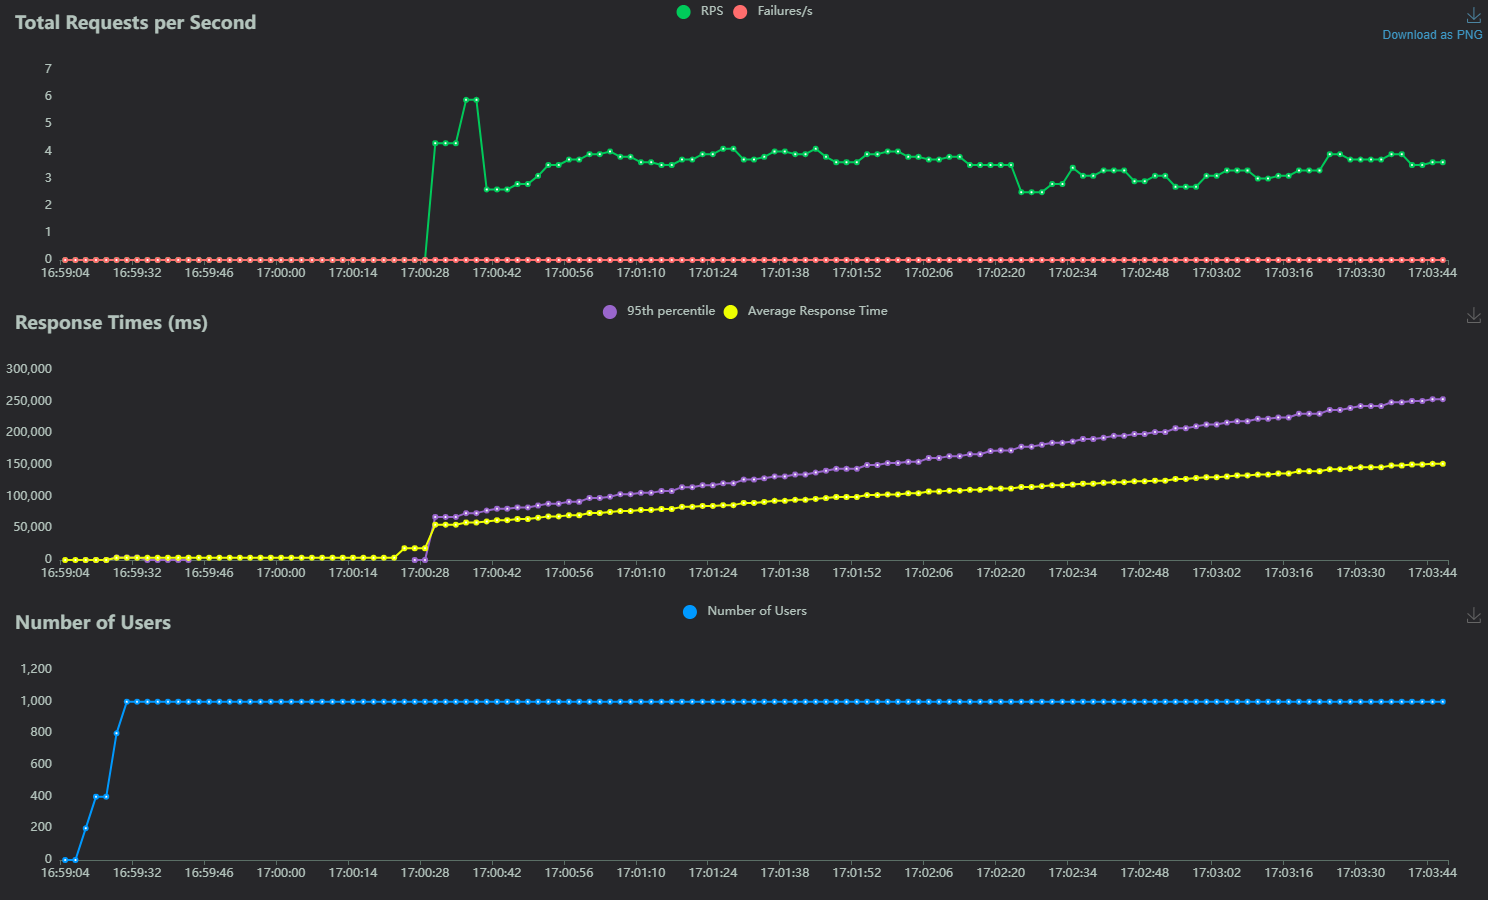 RPS Failures/s
Total Requests per Second
Download as PNG
7
6
5
4
3
2
1
0
16:59:04 16:59:32 16:59:46 17:00:00 17:00:14 17:00:28 17:00:42 17:00:56 17:01:10 17:01:24 17:01:38 17:01:52 17:02:06 17:02:20 17:02:34 17:02:48 17:03:02 17:03:16 17:03:30 17:03:44
95th percentile Average Response Time
Response Times (ms)
300,000
250,000
200,000
150,000
100,000
50,000
0
16:59:04 16:59:32 16:59:46 17:00:00 17:00:14 17:00:28 17:00:42 17:00:56 17:01:10 17:01:24 17:01:38 17:01:52 17:02:06 17:02:20 17:02:34 17:02:48 17:03:02 17:03:16 17:03:30 17:03:44
Number of Users
Number of Users
1,200
1,000
800
600
400
200
0
16:59:04 16:59:32 16:59:46 17:00:00 17:00:14 17:00:28 17:00:42 17:00:56 17:01:10 17:01:24 17:01:38 17:01:52 17:02:06 17:02:20 17:02:34 17:02:48 17:03:02 17:03:16 17:03:30 17:03:44